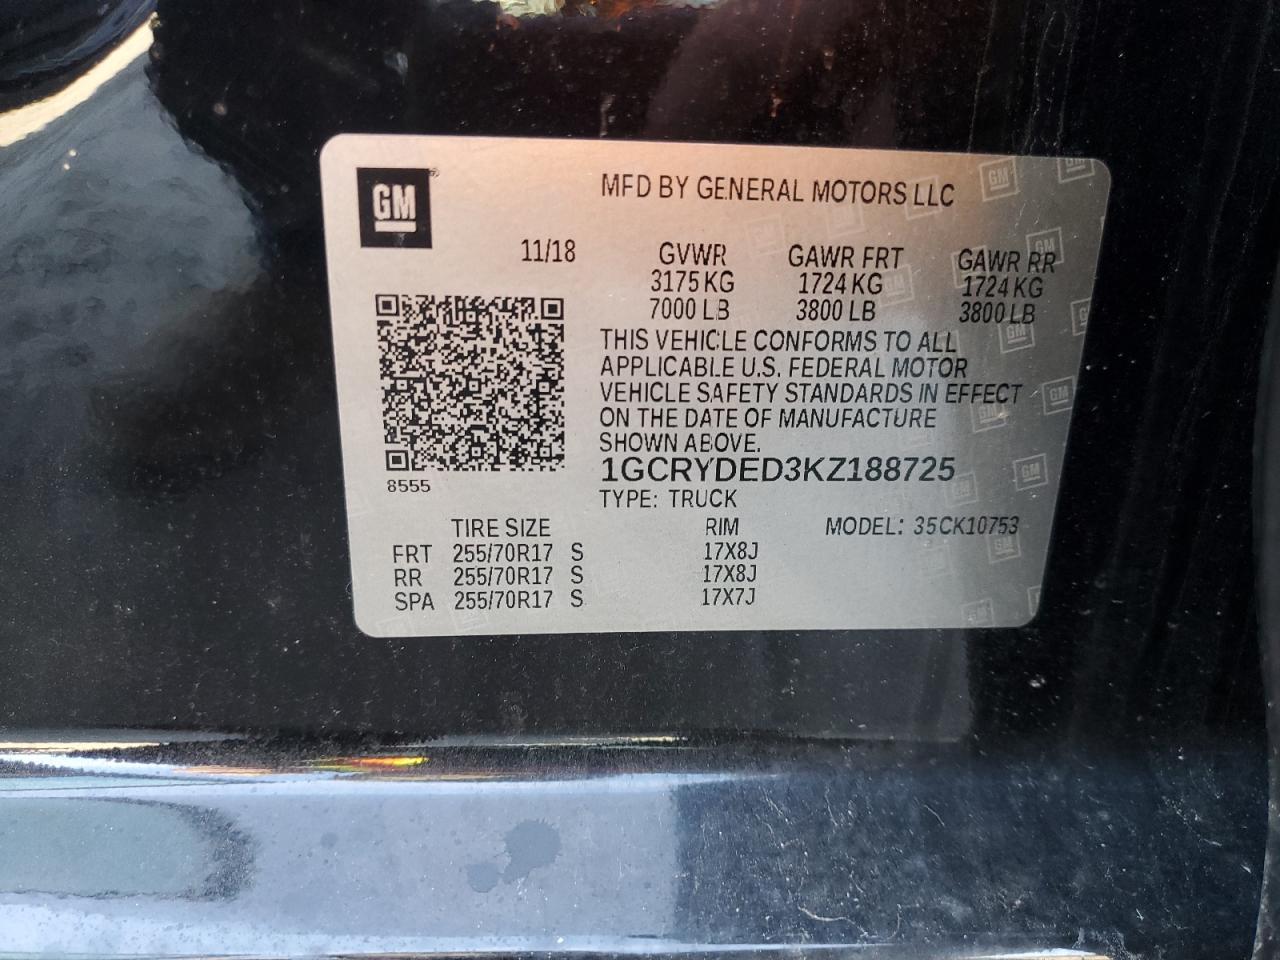 GM
MFD BY GENERAL MOTORS LLC
11/18 GVWR GAWR FRT GAWR RR
3175 KG 1724 KG 1724 KG
7000 LB 3800 LB 3800 LB
THIS VEHICLE CONFORMS TO ALL
APPLICABLE U.S. FEDERAL MOTOR
VEHICLE SAFETY STANDARDS IN EFFECT
ON THE DATE OF MANUFACTURE
SHOWN ABOVE.
1GCRYDED3KZ188725
8555
TYPE: TRUCK
TIRE SIZE RIM MODEL: 35CK10753
FRT 255/70R17 S 17X8J
RR 255/70R17 S 17X8J
SPA 255/70R17 S 17X7J